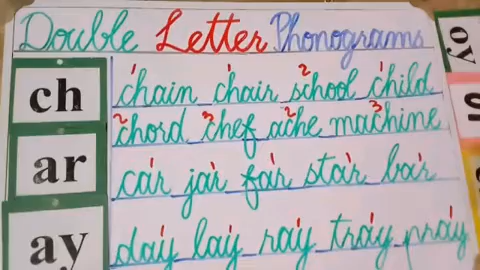 Double Letter Phonograms
ch
chain chair school child
chord chef ache machine
ar
car jar far star bar
ay
day lay ray tray pray
oy